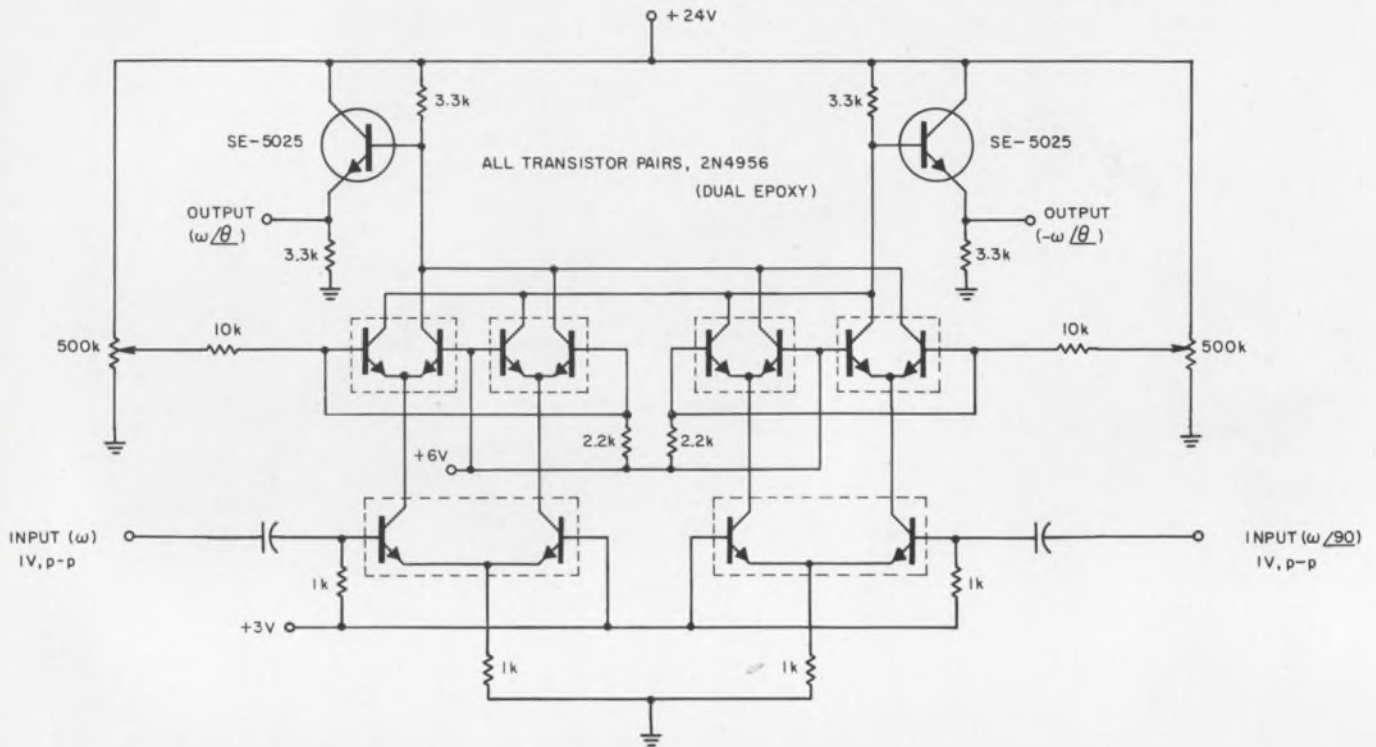 +24V
3.3k
3.3k
SE-5025
SE-5025
ALL TRANSISTOR PAIRS, 2N4956
(DUAL EPOXY)
OUTPUT
(ω/θ)
OUTPUT
(-ω/θ)
3.3k
3.3k
10k
10k
500k
500k
2.2k
2.2k
+6V
INPUT (ω)
1V, p-p
INPUT (ω/90)
1V, p-p
1k
1k
+3V
1k
1k